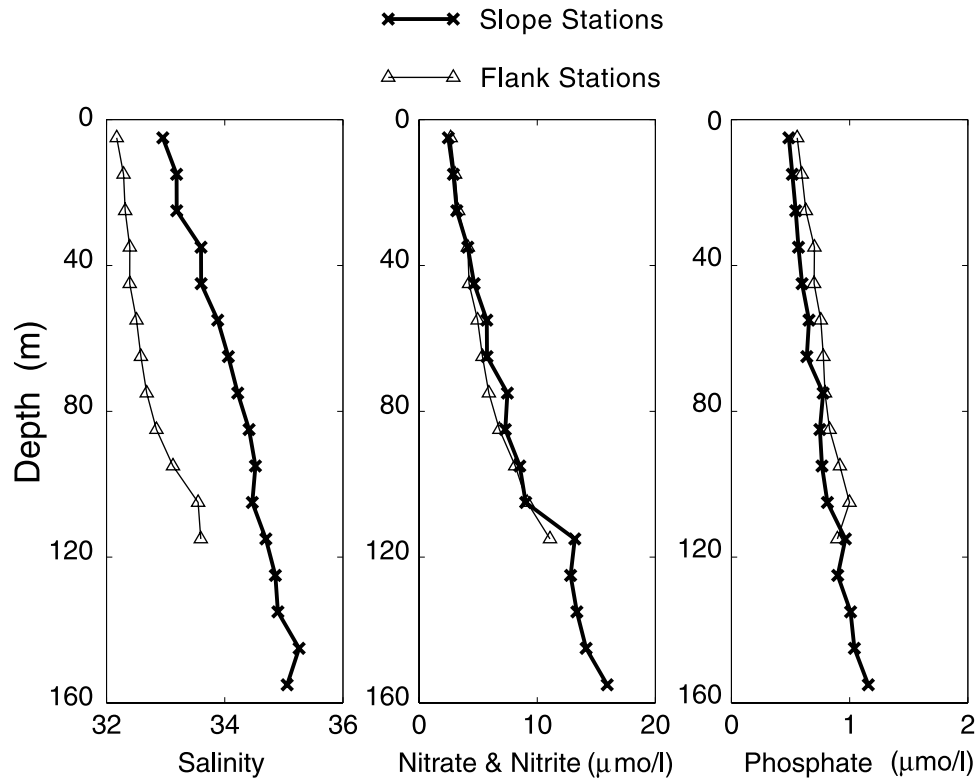 Slope Stations
Flank Stations
0
40
80
120
160
Depth (m)
32 34 36
Salinity
0
40
80
120
160
0 10 20
Nitrate & Nitrite (μmo/l)
0
40
80
120
160
0 1 2
Phosphate (μmo/l)